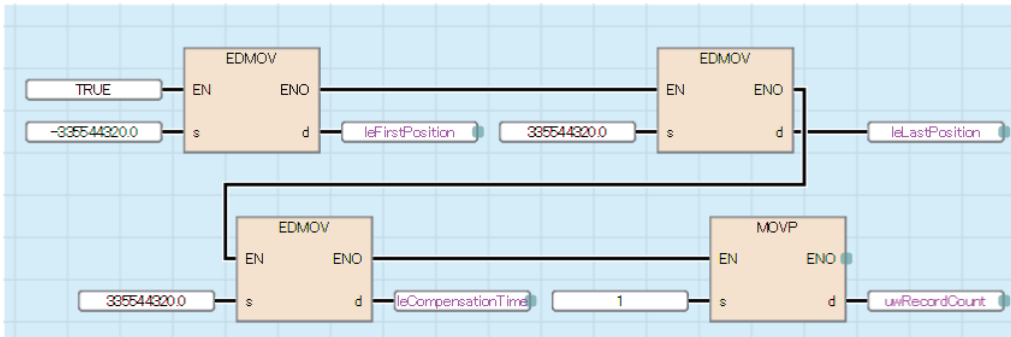 EDMOV EDMOV
TRUE EN ENO EN ENO
-335544320.0 s d leFirstPosition 335544320.0 s d leLastPosition
EDMOV MOVP
EN ENO EN ENO
335544320.0 s d leCompensationTime 1 s d uwRecordCount